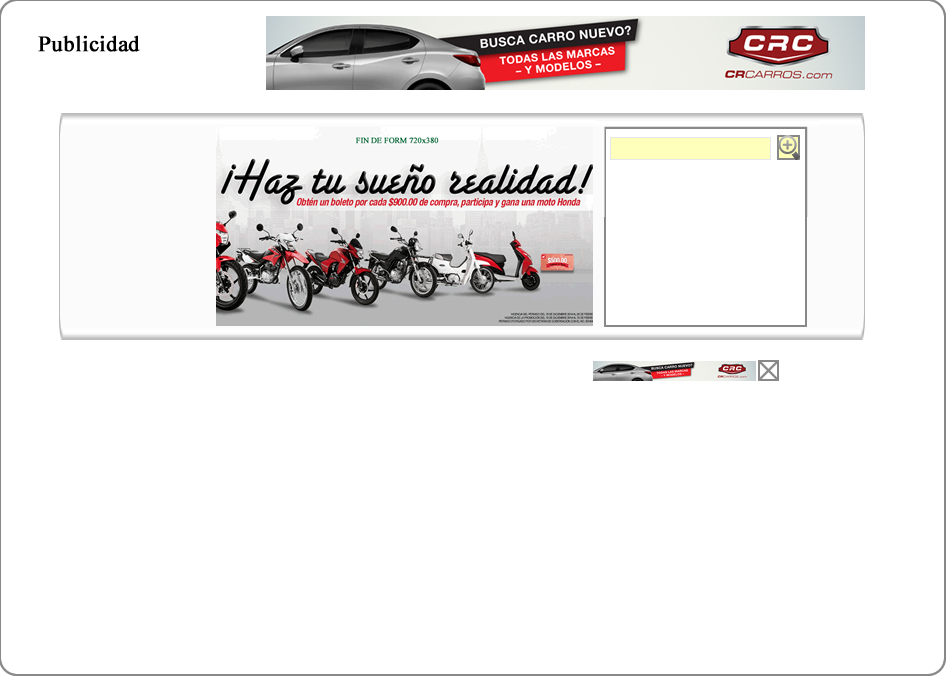 Publicidad
BUSCA CARRO NUEVO?
TODAS LAS MARCAS
– Y MODELOS –
CRC
CRCARROS.com
FIN DE FORM 720x380
¡Haz tu sueño realidad!
Obtén un boleto por cada $900.00 de compra, participa y gana una moto Honda
$900.00
BUSCA CARRO NUEVO?
TODAS LAS MARCAS
– Y MODELOS –
CRC
CRCARROS.com